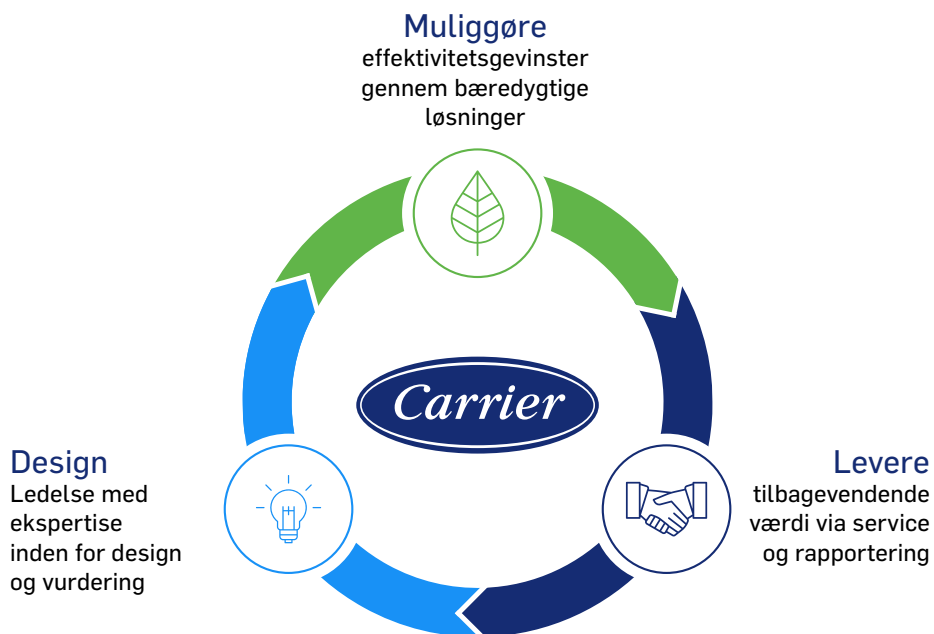 Muliggøre
effektivitetsgevinster
gennem bæredygtige
løsninger
Carrier
Design
Ledelse med
ekspertise
inden for design
og vurdering
Levere
tilbagevendende
værdi via service
og rapportering